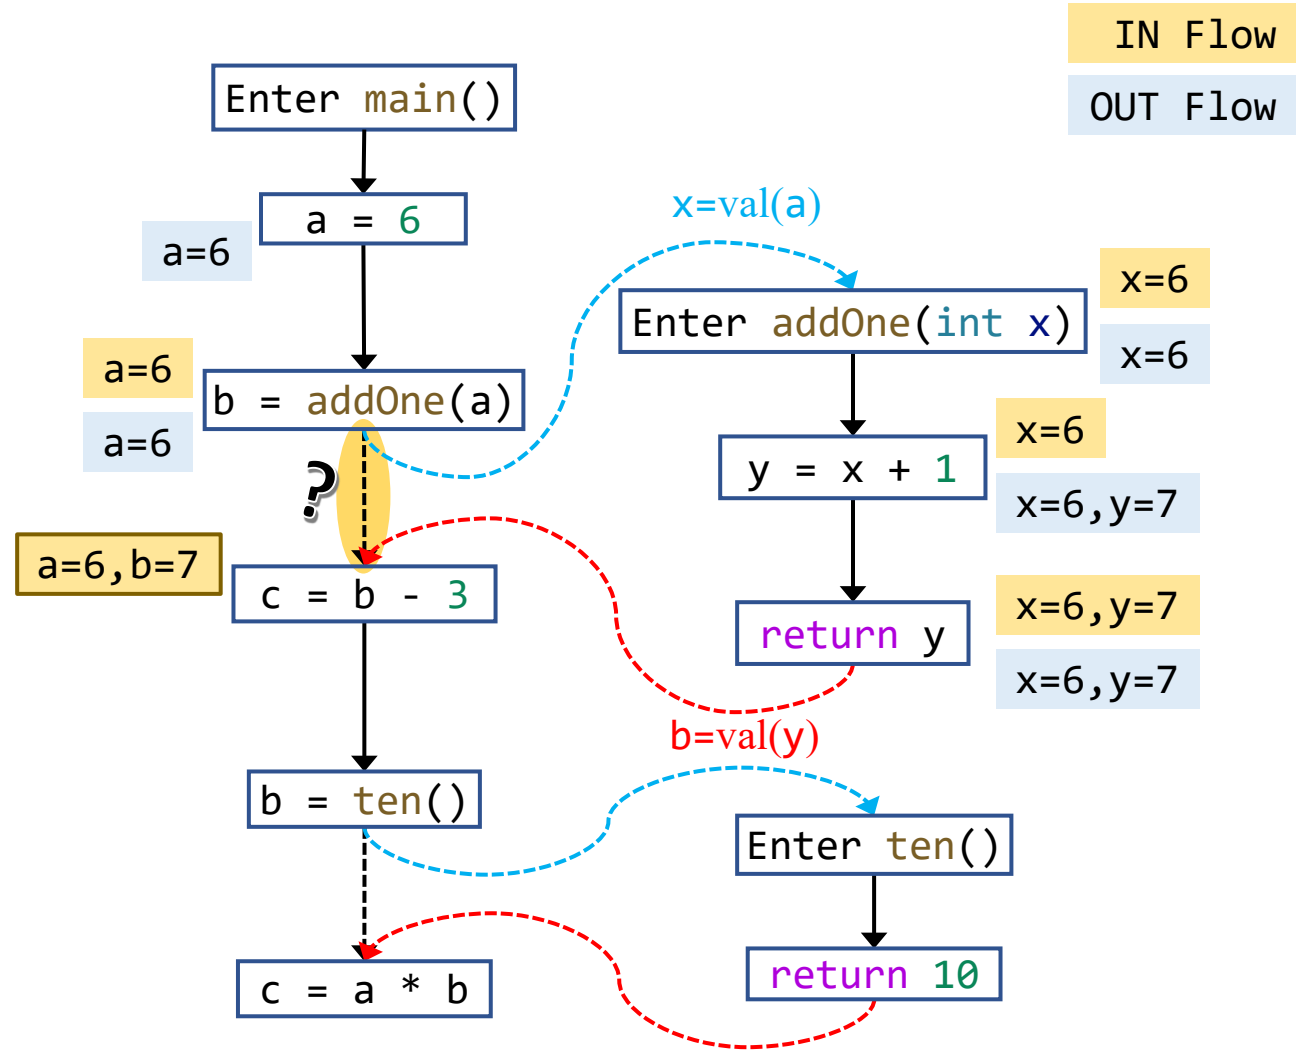 IN Flow
OUT Flow
Enter main()
a = 6
a=6
x=val(a)
Enter addOne(int x)
x=6
x=6
a=6
b = addOne(a)
a=6
?
y = x + 1
x=6
x=6,y=7
a=6,b=7
c = b - 3
return y
x=6,y=7
x=6,y=7
b=val(y)
b = ten()
Enter ten()
c = a * b
return 10